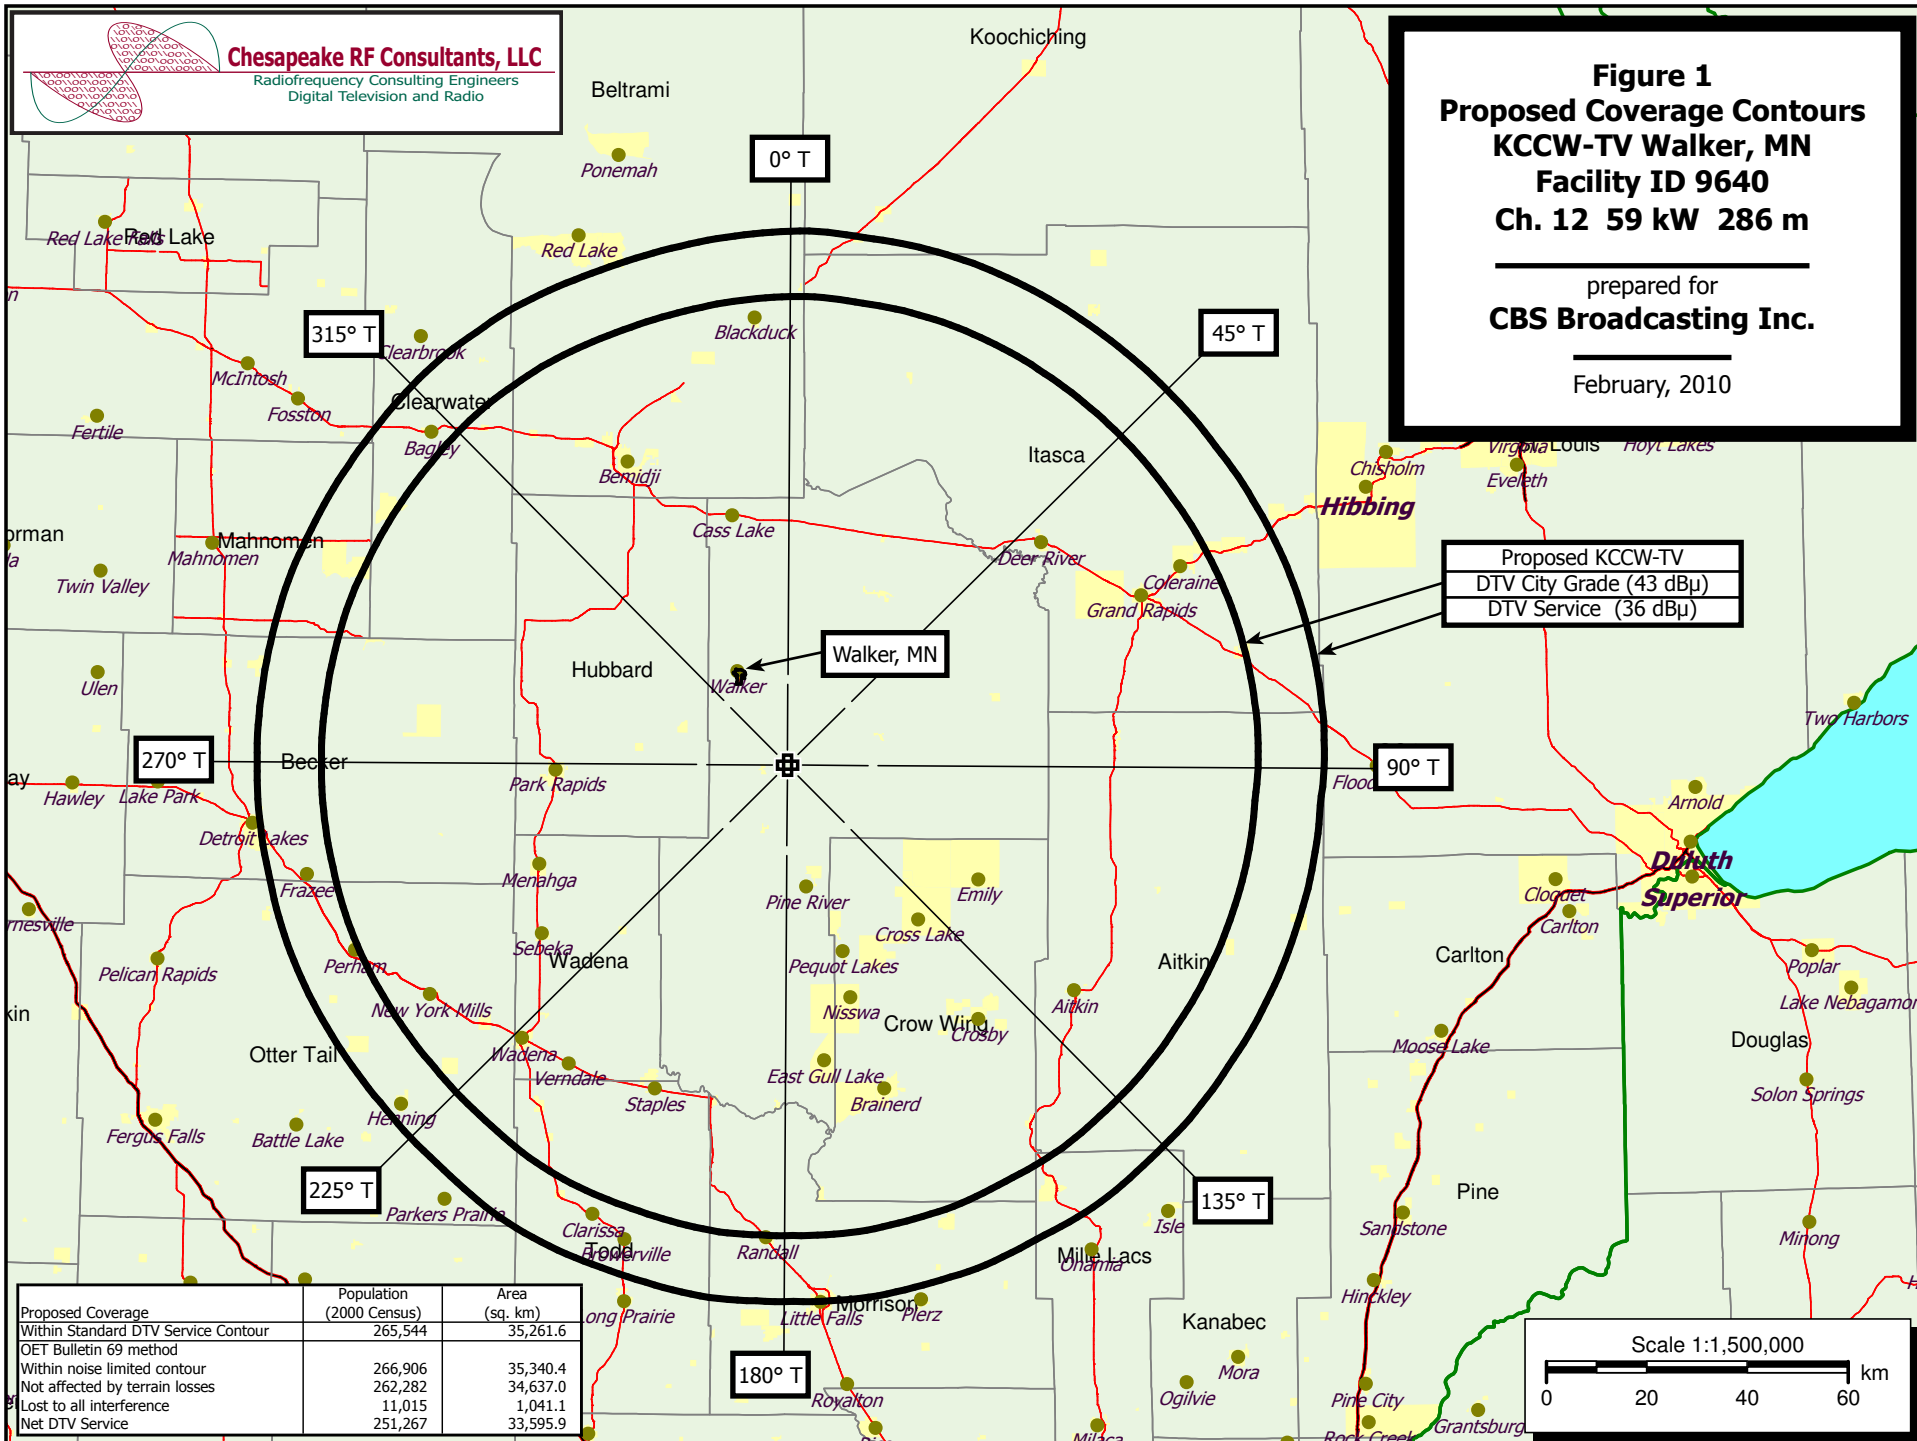 Chesapeake RF Consultants, LLC
Radiofrequency Consulting Engineers
Digital Television and Radio
Figure 1
Proposed Coverage Contours
KCCW-TV Walker, MN
Facility ID 9640
Ch. 12 59 kW 286 m
prepared for
CBS Broadcasting Inc.
February, 2010
Koochiching
Beltrami
Ponemah
0° T
Red Lake Falls
Red Lake
Red Lake
315° T
Clearbrook
Blackduck
45° T
McIntosh
Fosston
Clearwater
Fertile
Bagley
Bemidji
Itasca
Chisholm
Virginia
St Louis
Hoyt Lakes
Eveleth
Hibbing
Cass Lake
Mahnomen
Mahnomen
Twin Valley
Deer River
Coleraine
Grand Rapids
Proposed KCCW-TV
DTV City Grade (43 dBμ)
DTV Service (36 dBμ)
Walker, MN
Hubbard
Walker
Ulen
Two Harbors
270° T
Becker
Park Rapids
90° T
Hawley
Lake Park
Arnold
Detroit Lakes
Duluth
Superior
Frazee
Menahga
Pine River
Emily
Cloquet
Carlton
Cross Lake
Pelican Rapids
Perham
Sebeka
Wadena
Pequot Lakes
Aitkin
Carlton
Poplar
Lake Nebagamon
New York Mills
Nisswa
Crow Wing
Crosby
Aitkin
Otter Tail
Wadena
Verndale
East Gull Lake
Moose Lake
Douglas
Staples
Brainerd
Solon Springs
Henning
Fergus Falls
Battle Lake
225° T
Parkers Prairie
135° T
Pine
Clarissa
Todd
Browerville
Randall
Isle
Mille Lacs
Onamia
Sandstone
Minong
Long Prairie
Little Falls
Morrison
Pierz
Hinckley
Kanabec
180° T
Royalton
Mora
Ogilvie
Pine City
Grantsburg
Milaca
Rock Creek
Proposed Coverage Population (2000 Census) Area (sq. km)
Within Standard DTV Service Contour 265,544 35,261.6
OET Bulletin 69 method
Within noise limited contour 266,906 35,340.4
Not affected by terrain losses 262,282 34,637.0
Lost to all interference 11,015 1,041.1
Net DTV Service 251,267 33,595.9
Scale 1:1,500,000
km
0 20 40 60